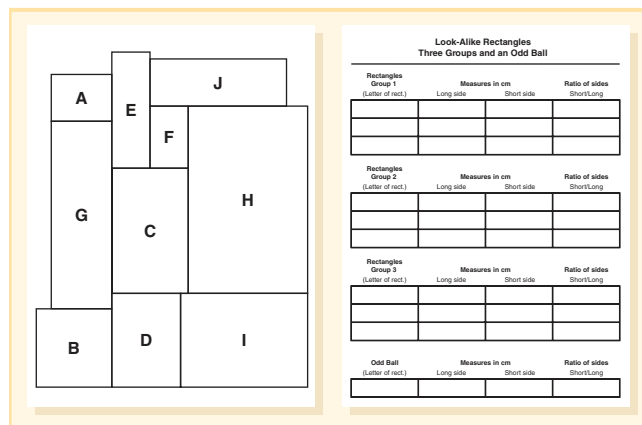 A
E
J
F
G
C
H
B
D
I
Look-Alike Rectangles
Three Groups and an Odd Ball
Rectangles
Group 1 Measures in cm Ratio of sides
(Letter of rect.) Long side Short side Short/Long
Rectangles
Group 2 Measures in cm Ratio of sides
(Letter of rect.) Long side Short side Short/Long
Rectangles
Group 3 Measures in cm Ratio of sides
(Letter of rect.) Long side Short side Short/Long
Odd Ball Measures in cm Ratio of sides
(Letter of rect.) Long side Short side Short/Long